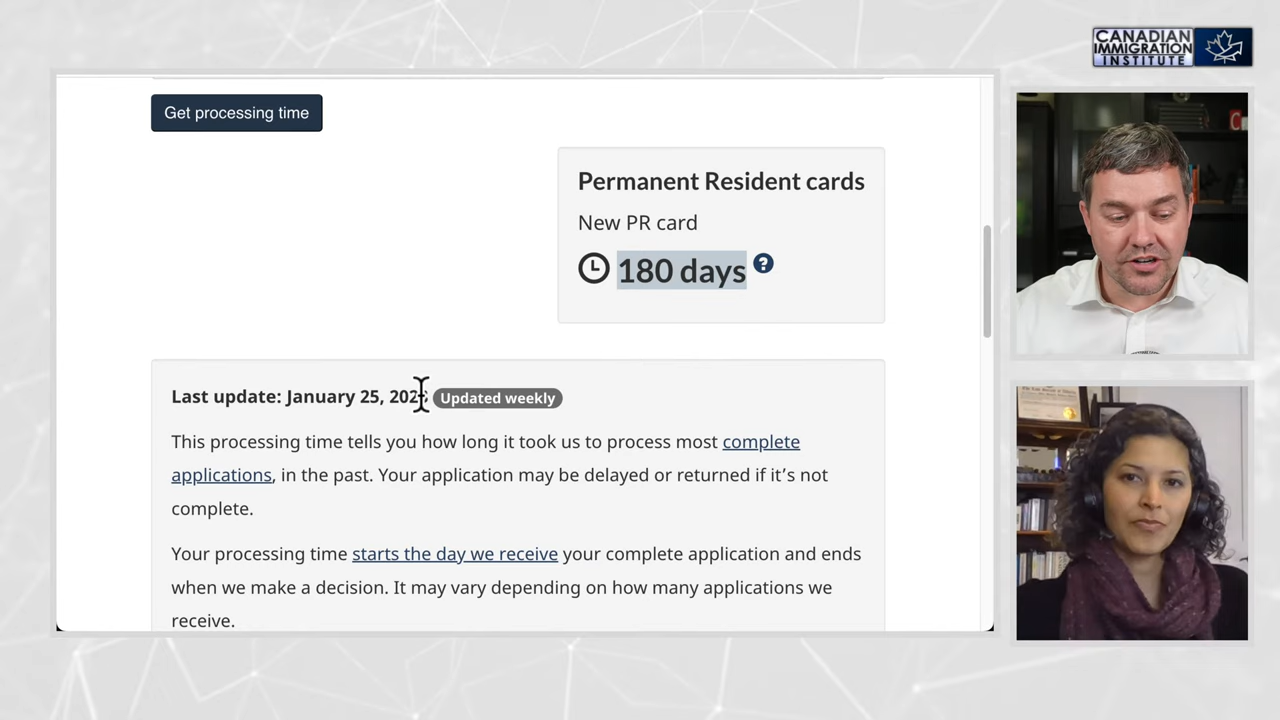 CANADIAN
IMMIGRATION
INSTITUTE
Get processing time
Permanent Resident cards
New PR card
180 days ?
Last update: January 25, Updated weekly
This processing time tells you how long it took us to process most complete
applications, in the past. Your application may be delayed or returned if it’s not
complete.
Your processing time starts the day we receive your complete application and ends
when we make a decision. It may vary depending on how many applications we
receive.